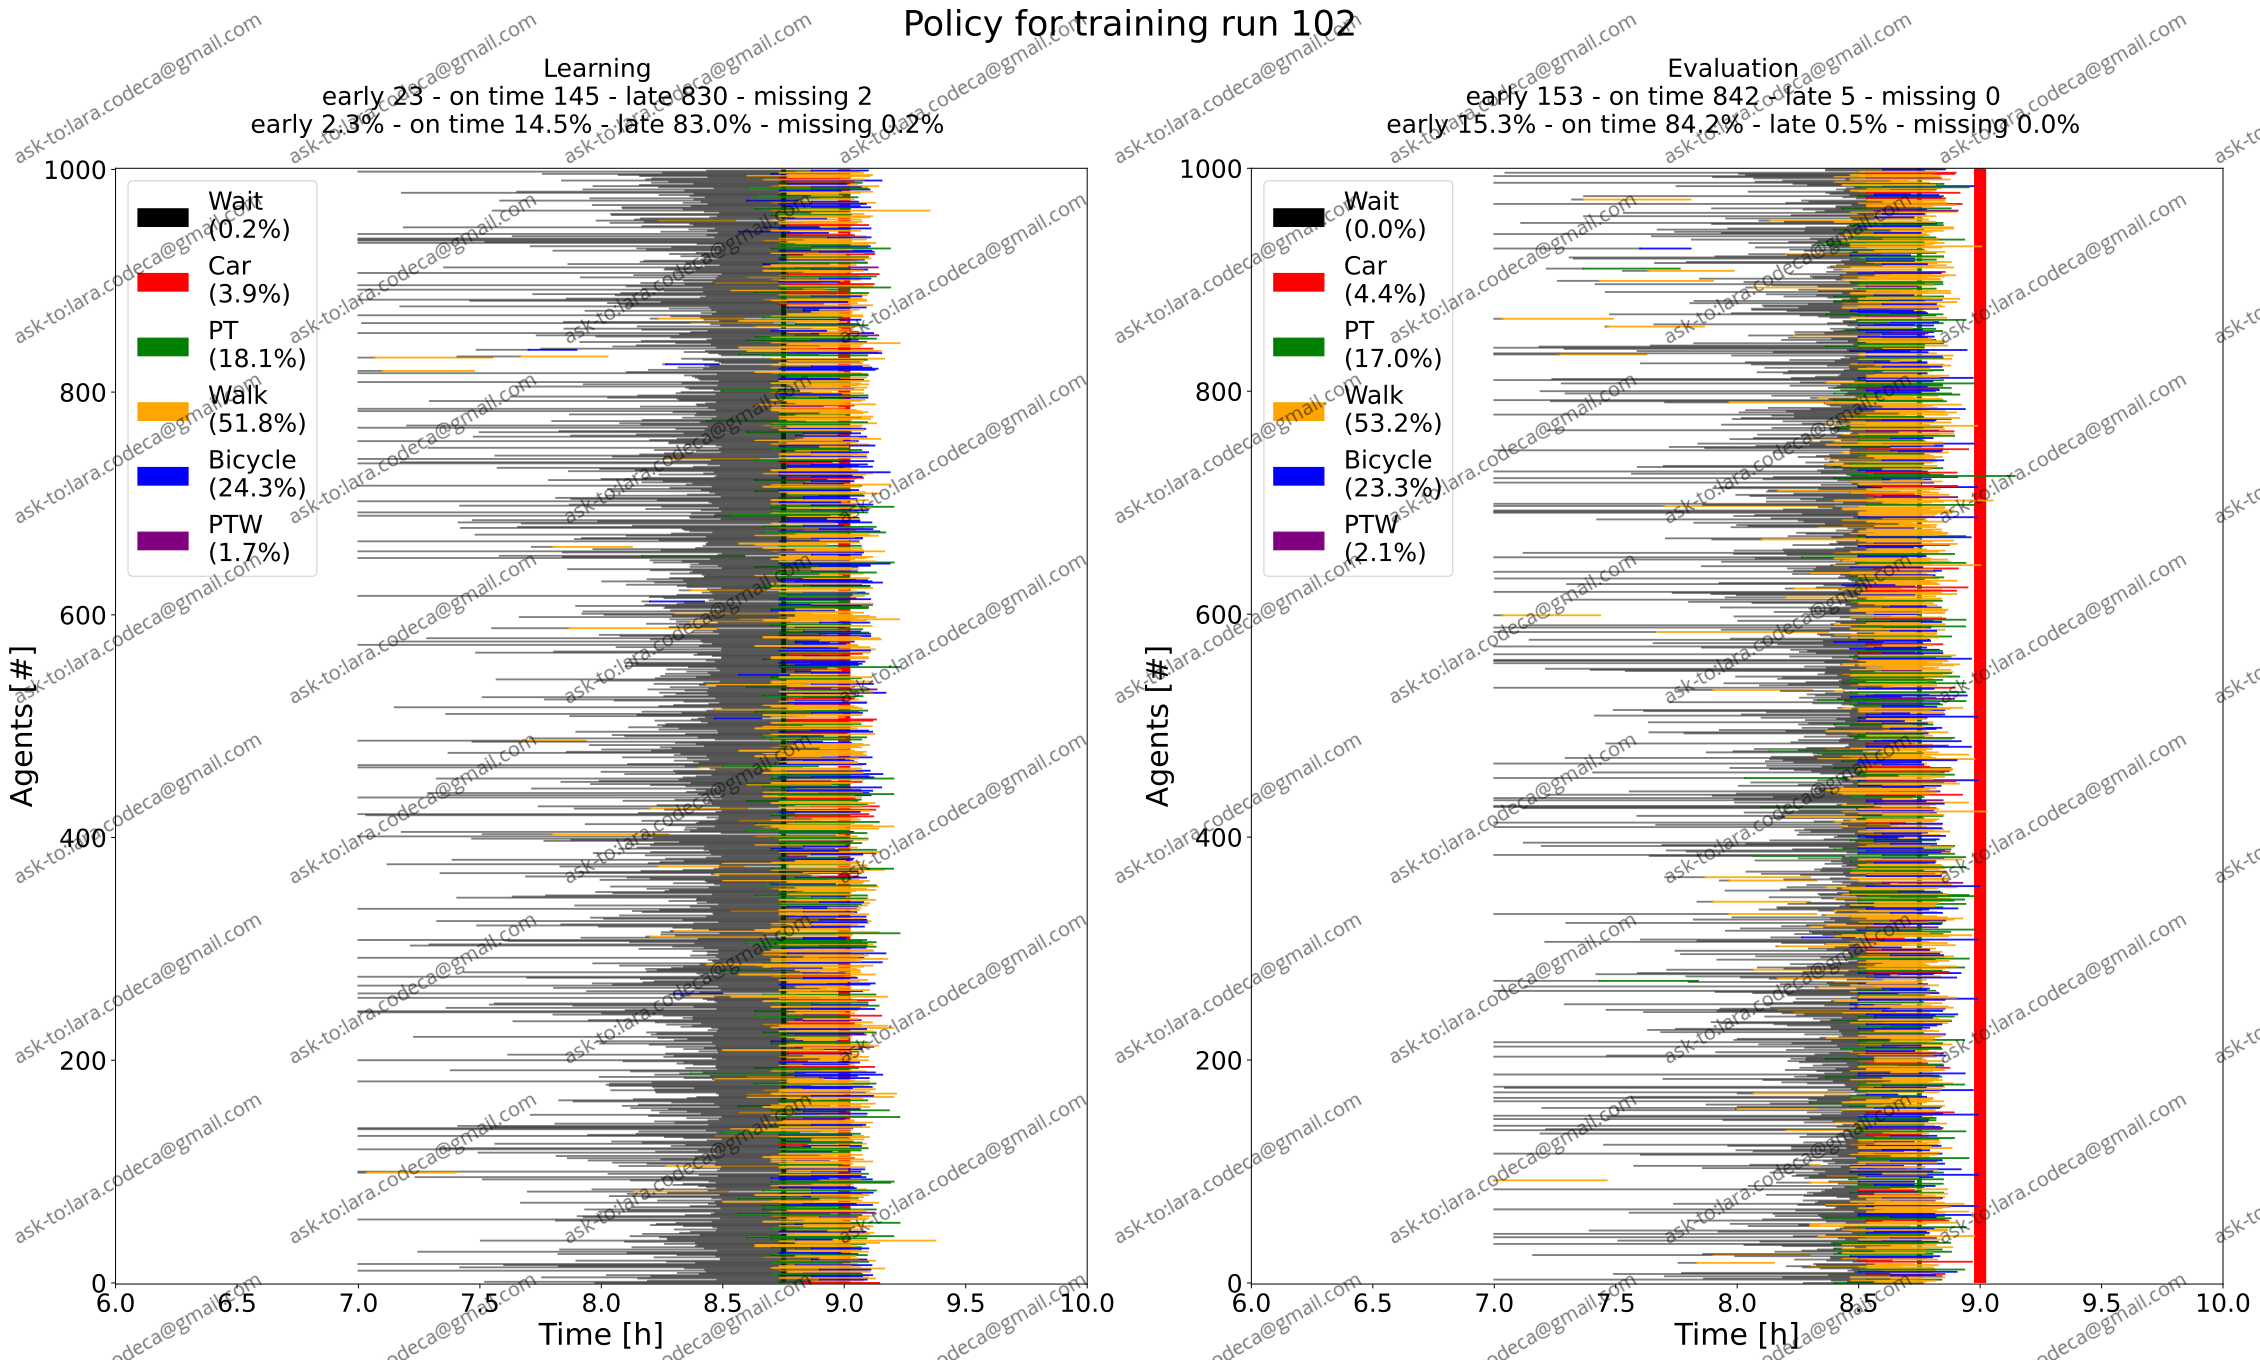 Policy for training run 102
Learning
early 23 - on time 145 - late 830 - missing 2
early 2.3% - on time 14.5% - late 83.0% - missing 0.2%
Evaluation
early 153 - on time 842 - late 5 - missing 0
early 15.3% - on time 84.2% - late 0.5% - missing 0.0%
Wait
(0.2%)
Car
(3.9%)
PT
(18.1%)
Walk
(51.8%)
Bicycle
(24.3%)
PTW
(1.7%)
1000
800
600
400
200
0
Agents [#]
6.0 6.5 7.0 7.5 8.0 8.5 9.0 9.5 10.0
Time [h]
Wait
(0.0%)
Car
(4.4%)
PT
(17.0%)
Walk
(53.2%)
Bicycle
(23.3%)
PTW
(2.1%)
1000
800
600
400
200
0
Agents [#]
6.0 6.5 7.0 7.5 8.0 8.5 9.0 9.5 10.0
Time [h]
ask-to:lara.codeca@gmail.com